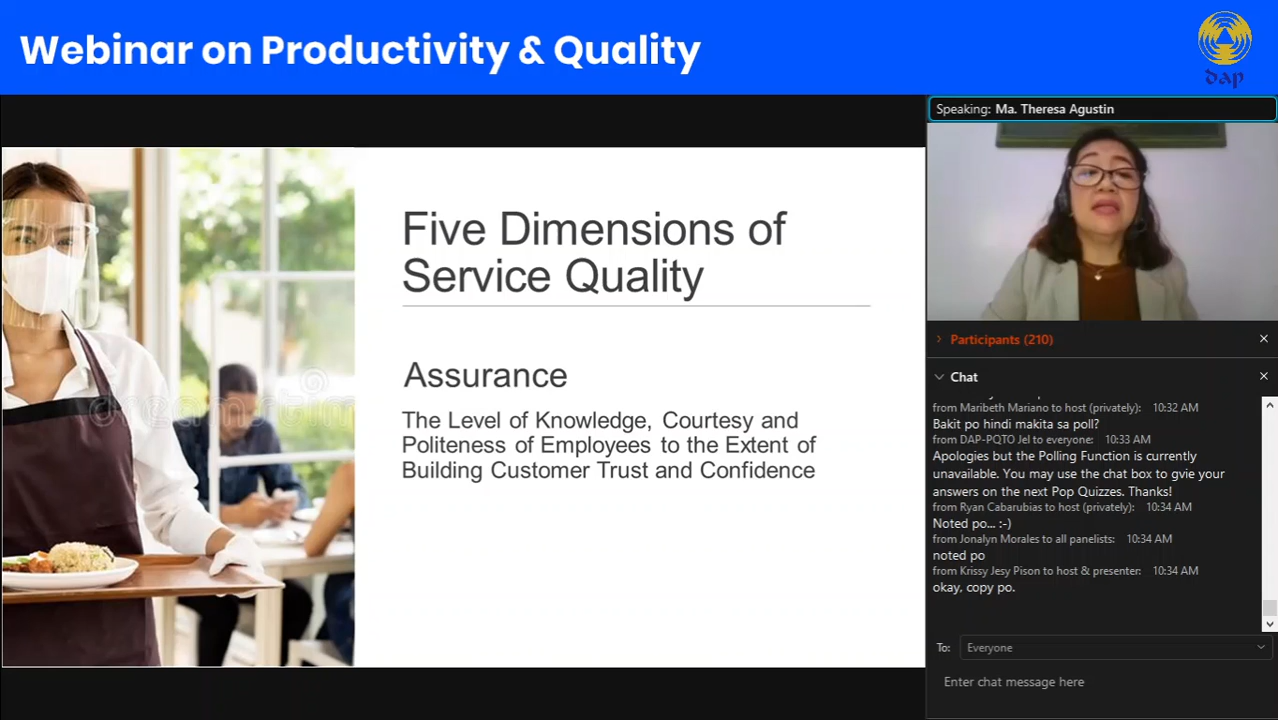 Webinar on Productivity & Quality
dap
Five Dimensions of
Service Quality
Assurance
The Level of Knowledge, Courtesy and
Politeness of Employees to the Extent of
Building Customer Trust and Confidence
dreamstim
Speaking: Ma. Theresa Agustin
Participants (210)
Chat
from Maribeth Mariano to host (privately): 10:32 AM
Bakit po hindi makita sa poll?
from DAP-PQTO Jel to everyone: 10:33 AM
Apologies but the Polling Function is currently
unavailable. You may use the chat box to gvie your
answers on the next Pop Quizzes. Thanks!
from Ryan Cabarubias to host (privately): 10:34 AM
Noted po... :-)
from Jonalyn Morales to all panelists: 10:34 AM
noted po
from Krissy Jesy Pison to host & presenter: 10:34 AM
okay, copy po.
To: Everyone
Enter chat message here